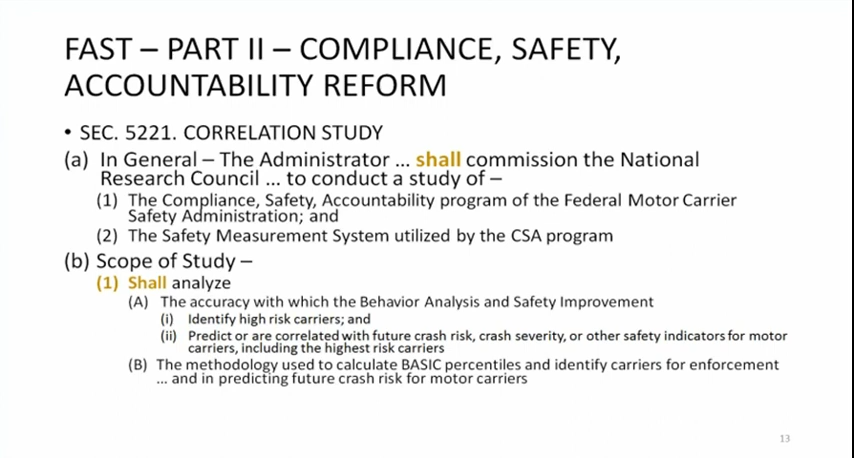 FAST – PART II – COMPLIANCE, SAFETY,
ACCOUNTABILITY REFORM
• SEC. 5221. CORRELATION STUDY
(a) In General – The Administrator ... shall commission the National
Research Council ... to conduct a study of –
(1) The Compliance, Safety, Accountability program of the Federal Motor Carrier
Safety Administration; and
(2) The Safety Measurement System utilized by the CSA program
(b) Scope of Study –
(1) Shall analyze
(A) The accuracy with which the Behavior Analysis and Safety Improvement
(i) Identify high risk carriers; and
(ii) Predict or are correlated with future crash risk, crash severity, or other safety indicators for motor
carriers, including the highest risk carriers
(B) The methodology used to calculate BASIC percentiles and identify carriers for enforcement
... and in predicting future crash risk for motor carriers
13